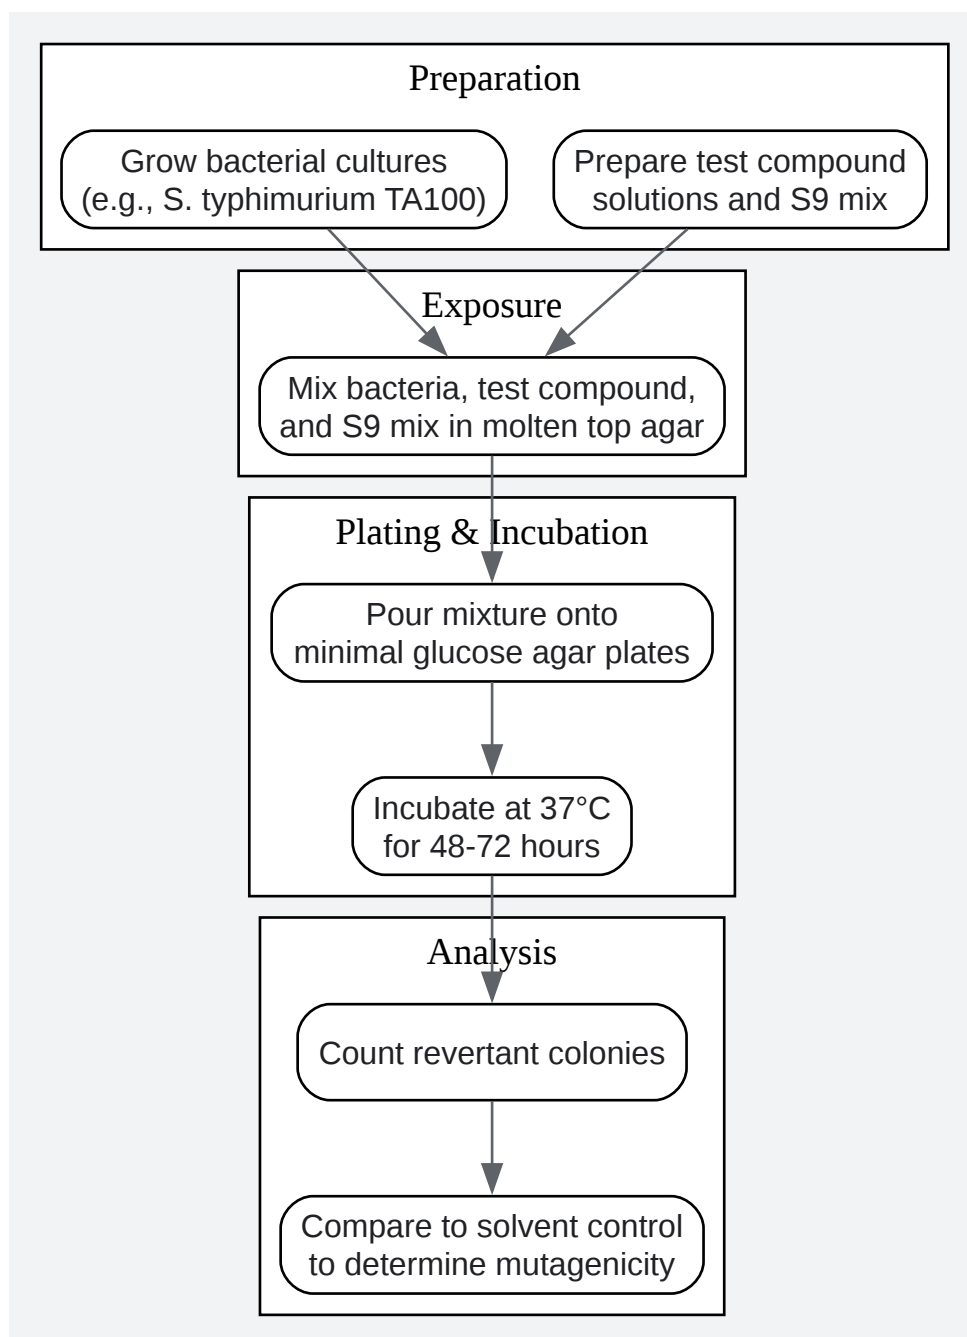 Preparation
Grow bacterial cultures
(e.g., S. typhimurium TA100)
Prepare test compound
solutions and S9 mix
Exposure
Mix bacteria, test compound,
and S9 mix in molten top agar
Plating & Incubation
Pour mixture onto
minimal glucose agar plates
Incubate at 37°C
for 48-72 hours
Analysis
Count revertant colonies
Compare to solvent control
to determine mutagenicity